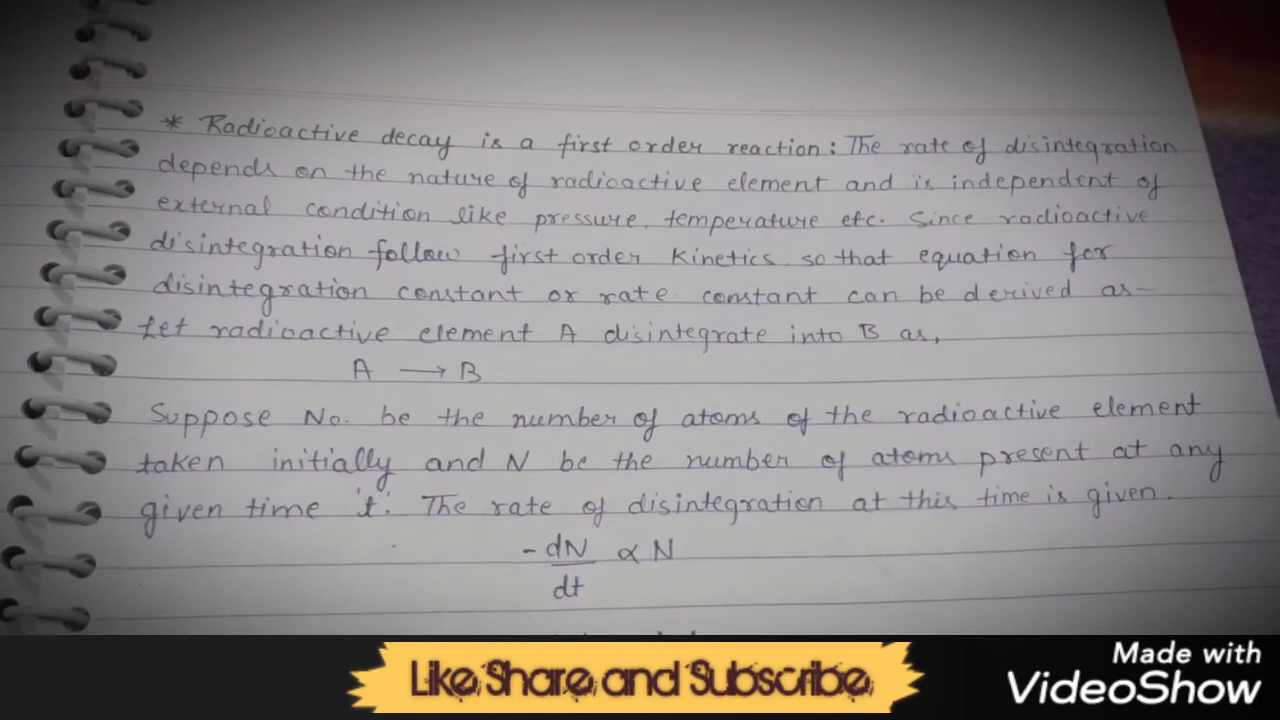 * Radioactive decay is a first order reaction: The rate of disintegration
depends on the nature of radioactive element and is independent of
external condition like pressure, temperature etc. Since radioactive
disintegration follow first order kinetics so that equation for
disintegration constant or rate constant can be derived as—
Let radioactive element A disintegrate into B as,
A → B
Suppose No. be the number of atoms of the radioactive element
taken initially and N be the number of atoms present at any
given time 't'. The rate of disintegration at this time is given.
- dN ∝ N
dt
Like Share and Subscribe
Made with
VideoShow